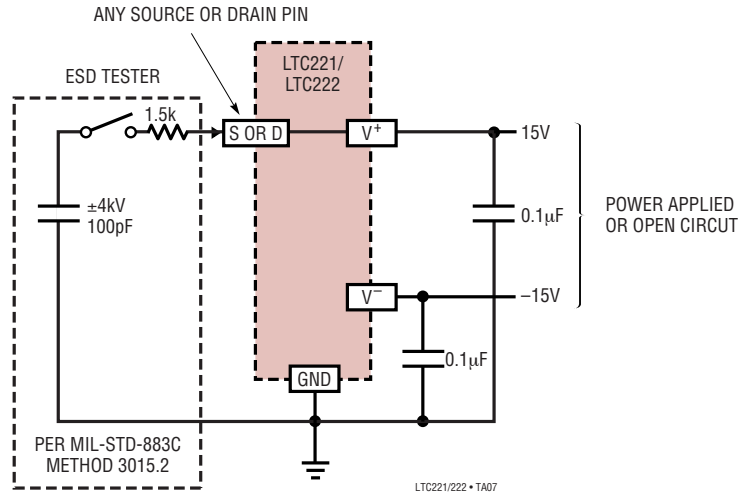 ANY SOURCE OR DRAIN PIN
ESD TESTER
LTC221/
LTC222
1.5k
S OR D
V+
15V
±4kV
100pF
0.1µF
POWER APPLIED
OR OPEN CIRCUT
V–
–15V
0.1µF
GND
PER MIL-STD-883C
METHOD 3015.2
LTC221/222 • TA07